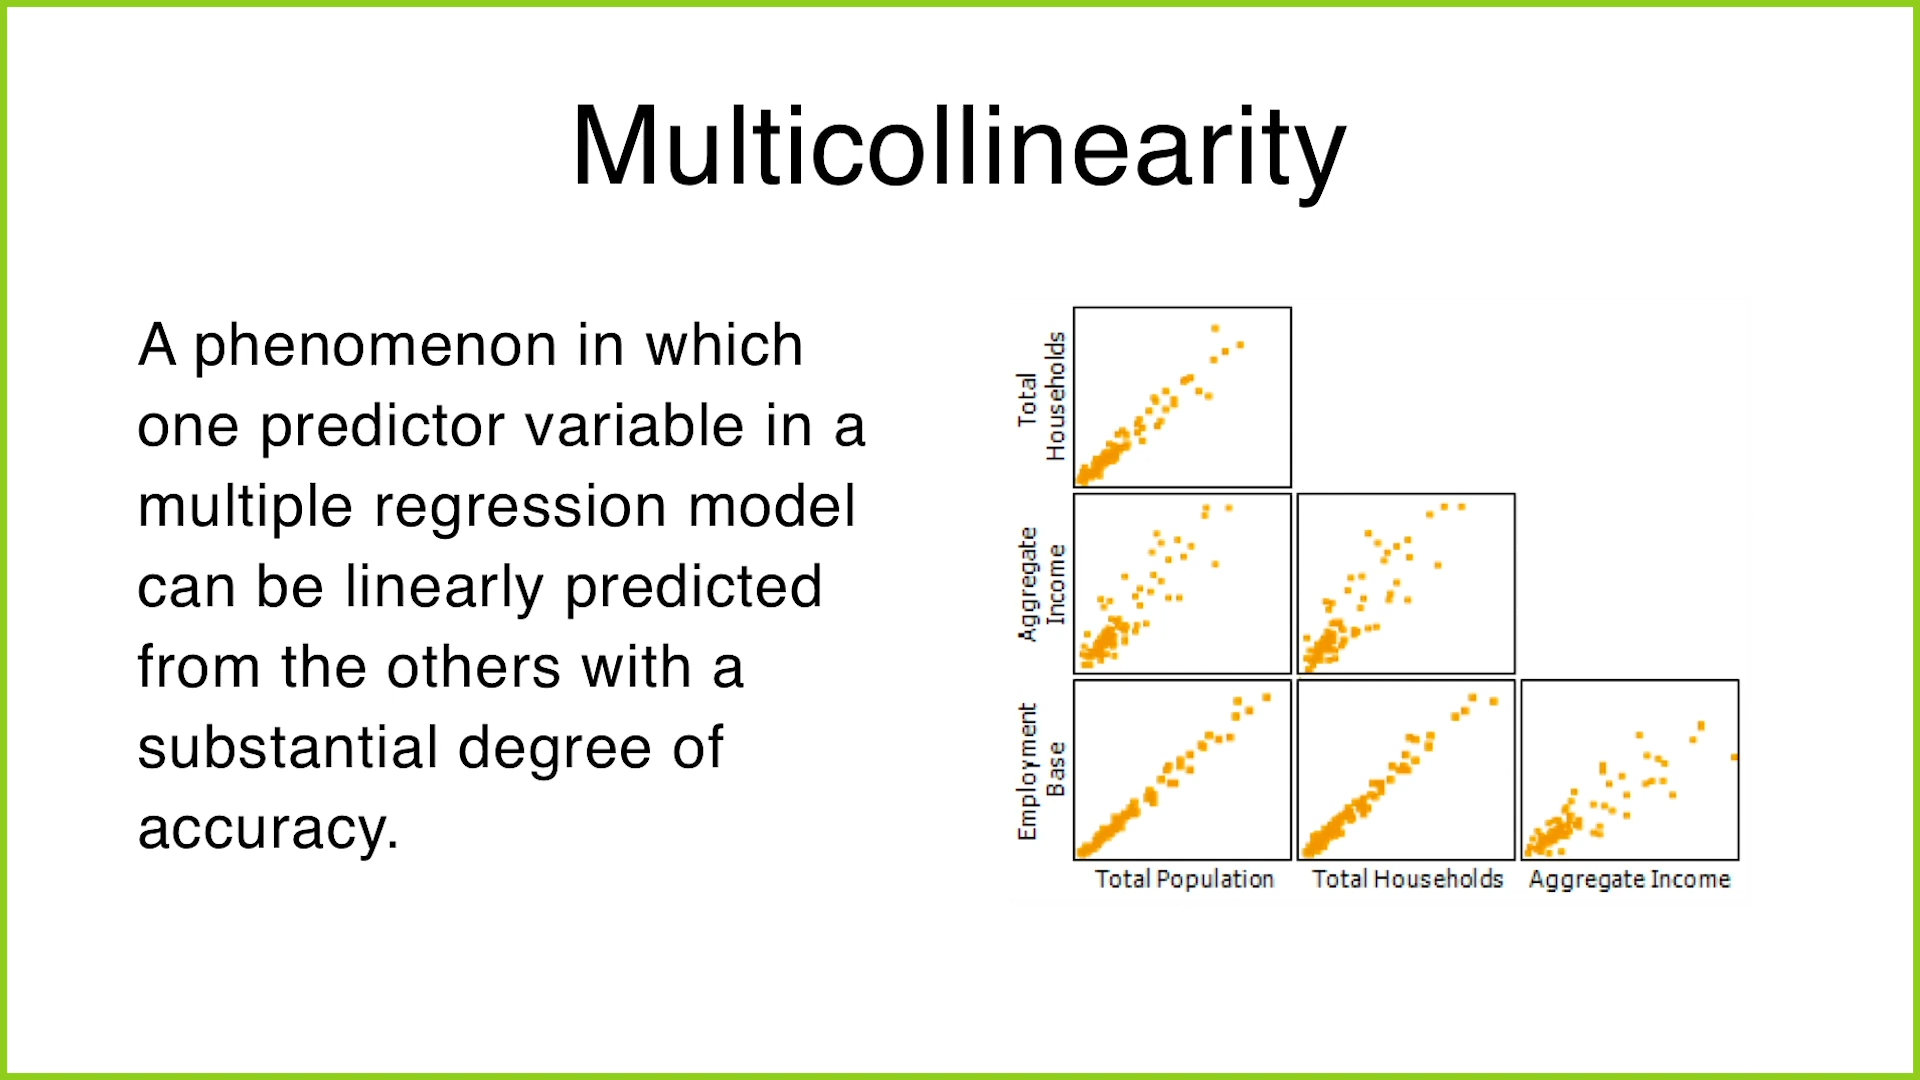 Multicollinearity
A phenomenon in which
one predictor variable in a
multiple regression model
can be linearly predicted
from the others with a
substantial degree of
accuracy.
Total
Households
Aggregate
Income
Employment
Base
Total Population
Total Households
Aggregate Income